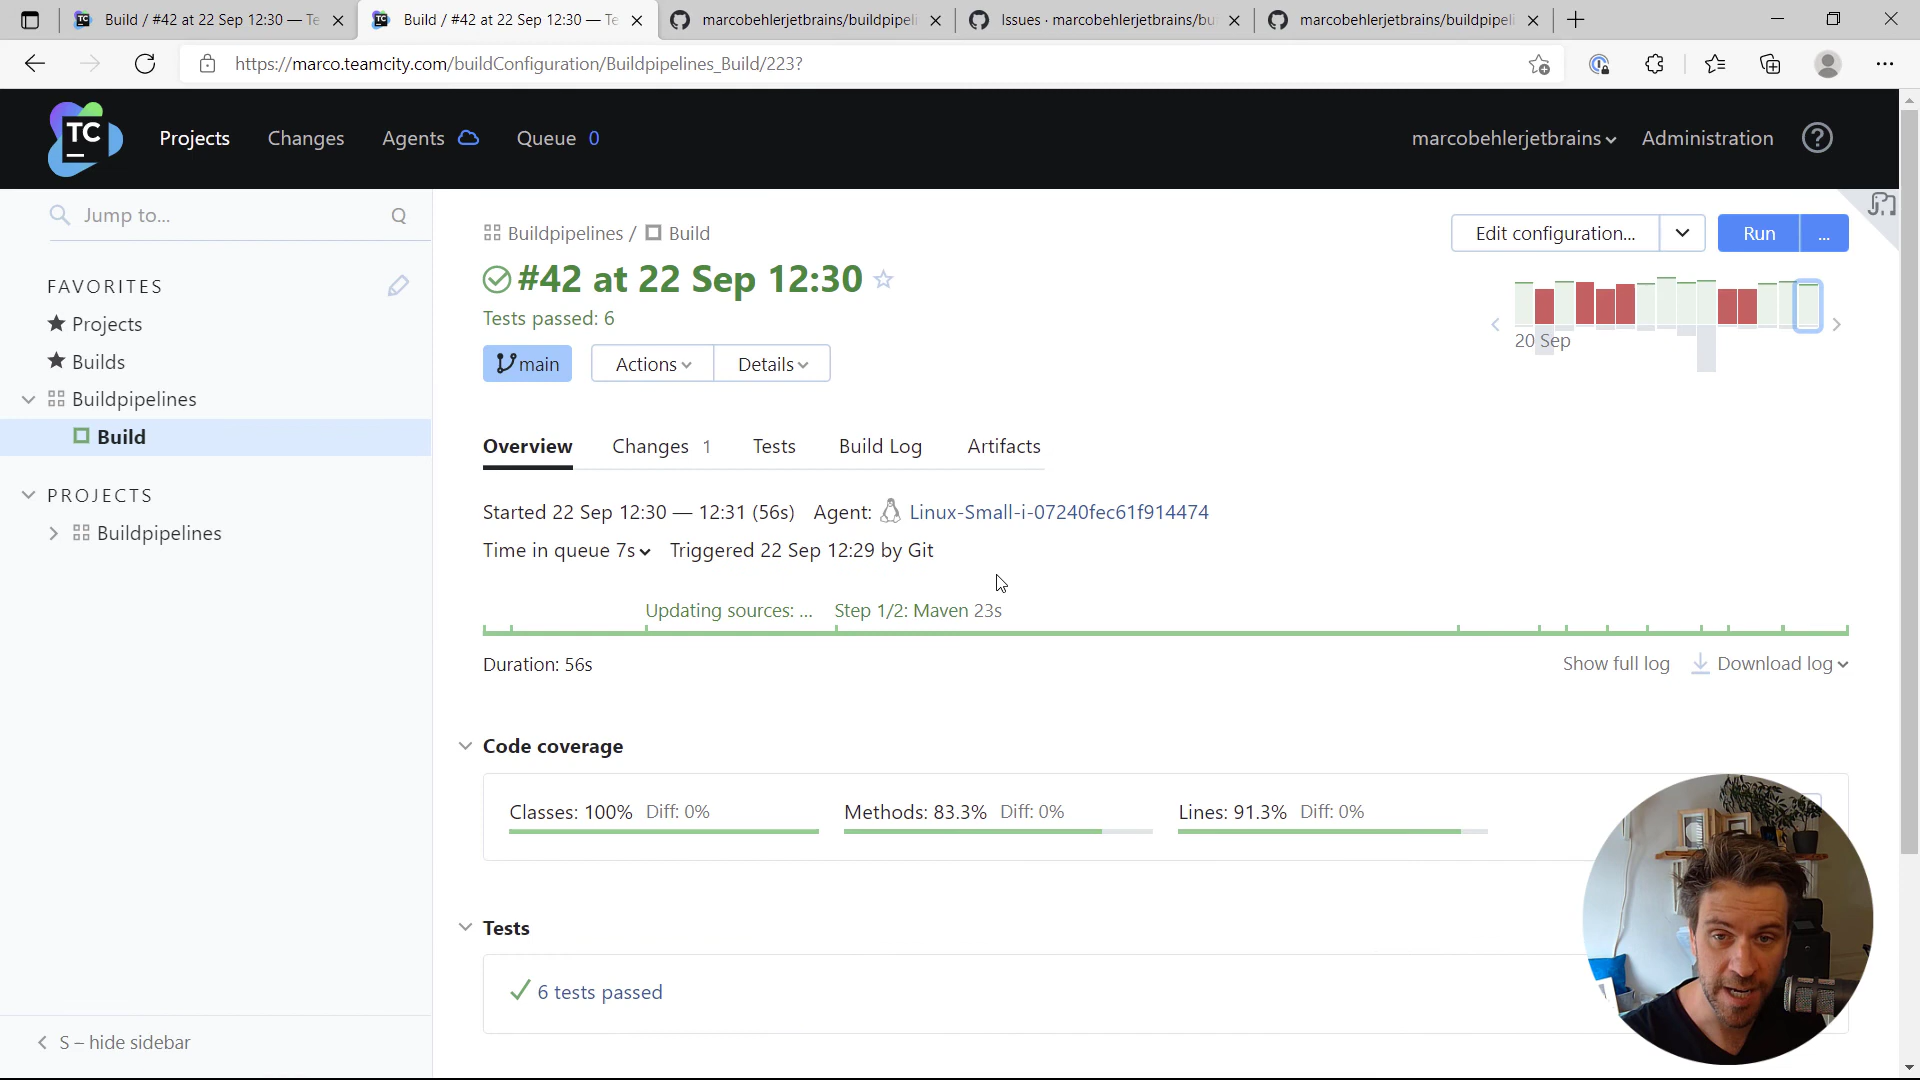 Build / #42 at 22 Sep 12:30 — Te
Build / #42 at 22 Sep 12:30 — Te
marcobehlerjetbrains/buildpipeli
Issues · marcobehlerjetbrains/bu
marcobehlerjetbrains/buildpipeli
https://marco.teamcity.com/buildConfiguration/Buildpipelines_Build/223?
TC
Projects
Changes
Agents
Queue 0
marcobehlerjetbrains
Administration
?
Jump to...
Q
FAVORITES
Projects
Builds
Buildpipelines
Build
PROJECTS
Buildpipelines
S – hide sidebar
Buildpipelines / Build
Edit configuration...
Run
...
#42 at 22 Sep 12:30
Tests passed: 6
20 Sep
main
Actions
Details
Overview
Changes 1
Tests
Build Log
Artifacts
Started 22 Sep 12:30 — 12:31 (56s) Agent: Linux-Small-i-07240fec61f914474
Time in queue 7s Triggered 22 Sep 12:29 by Git
Updating sources: ... Step 1/2: Maven 23s
Duration: 56s
Show full log
Download log
Code coverage
Classes: 100% Diff: 0%
Methods: 83.3% Diff: 0%
Lines: 91.3% Diff: 0%
Tests
6 tests passed